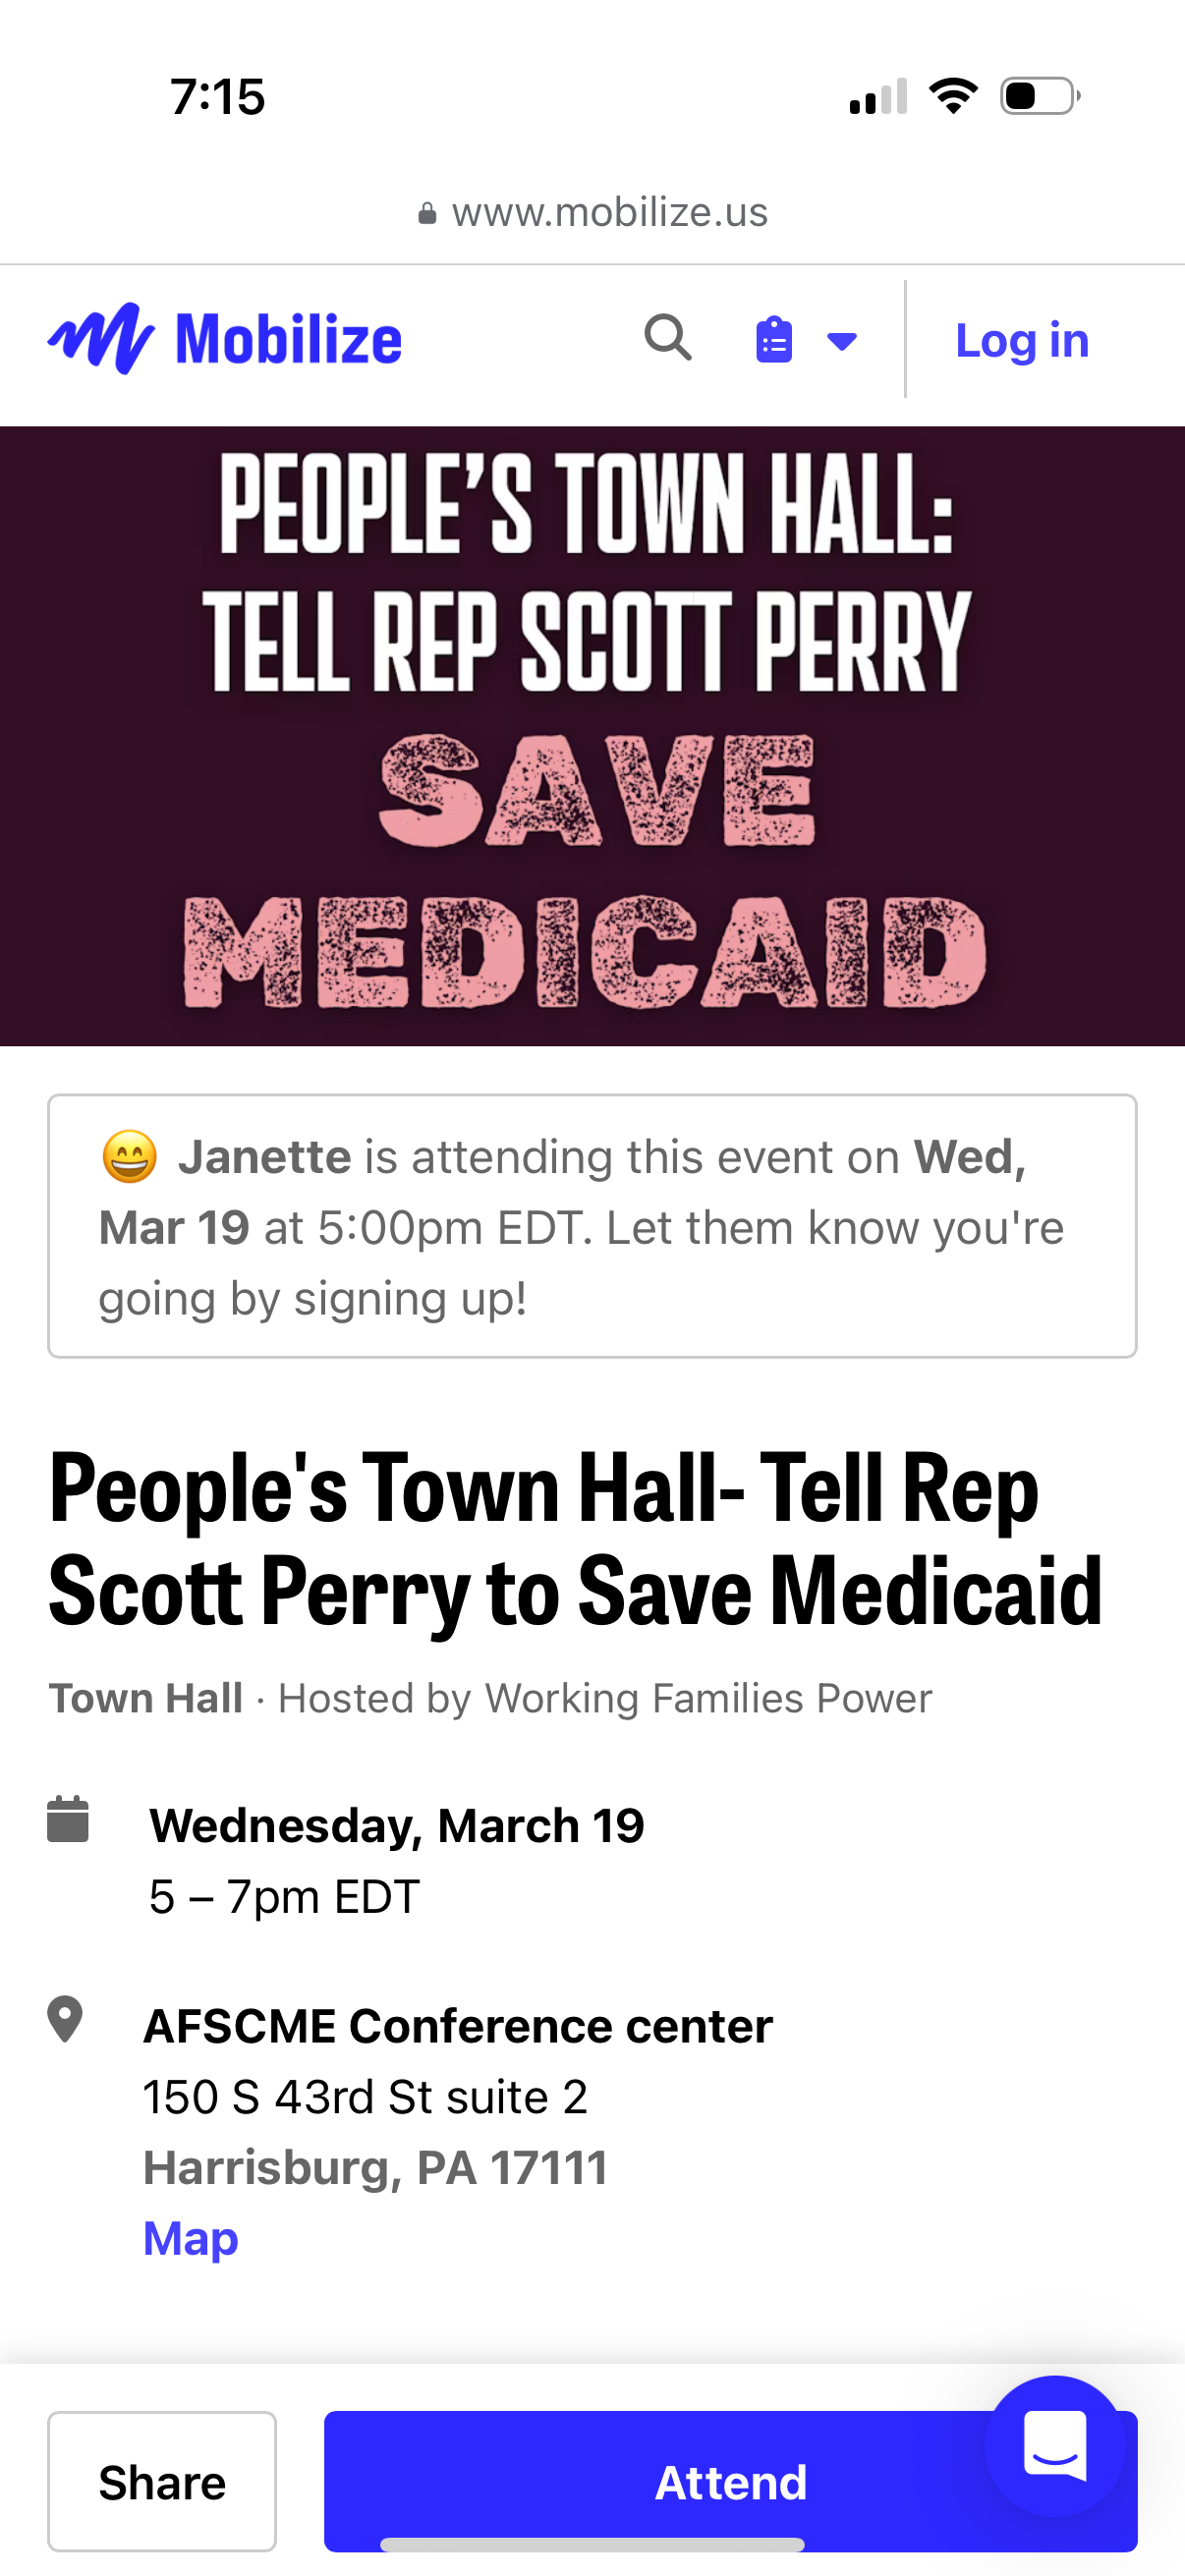 7:15
www.mobilize.us
Mobilize
Log in
PEOPLE’S TOWN HALL:
TELL REP SCOTT PERRY
SAVE
MEDICAID
😄 Janette is attending this event on Wed,
Mar 19 at 5:00pm EDT. Let them know you're
going by signing up!
People's Town Hall- Tell Rep
Scott Perry to Save Medicaid
Town Hall · Hosted by Working Families Power
Wednesday, March 19
5 – 7pm EDT
AFSCME Conference center
150 S 43rd St suite 2
Harrisburg, PA 17111
Map
Share
Attend